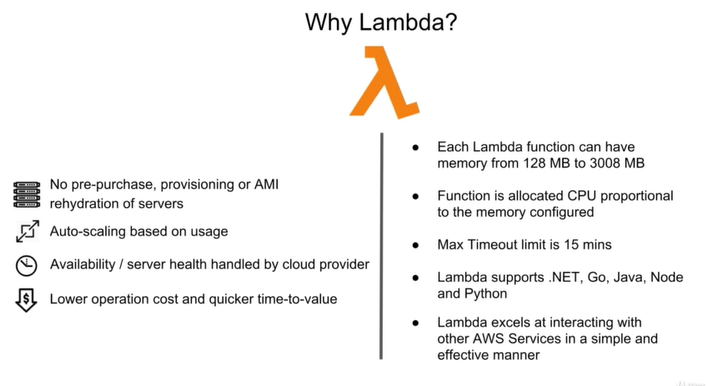 Why Lambda?
λ
No pre-purchase, provisioning or AMI
rehydration of servers
Auto-scaling based on usage
Availability / server health handled by cloud provider
Lower operation cost and quicker time-to-value
● Each Lambda function can have
memory from 128 MB to 3008 MB
● Function is allocated CPU proportional
to the memory configured
● Max Timeout limit is 15 mins
● Lambda supports .NET, Go, Java, Node
and Python
● Lambda excels at interacting with
other AWS Services in a simple and
effective manner